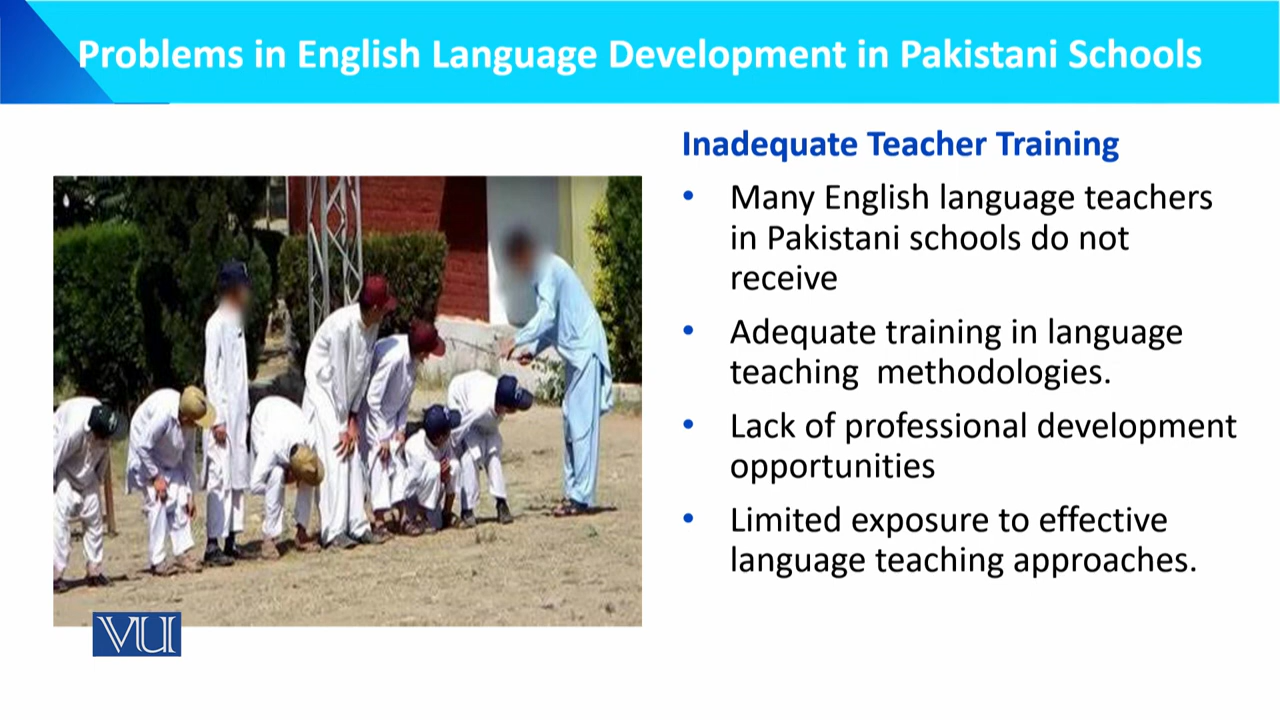 Problems in English Language Development in Pakistani Schools
Inadequate Teacher Training
• Many English language teachers
in Pakistani schools do not
receive
• Adequate training in language
teaching  methodologies.
• Lack of professional development
opportunities
• Limited exposure to effective
language teaching approaches.
VU